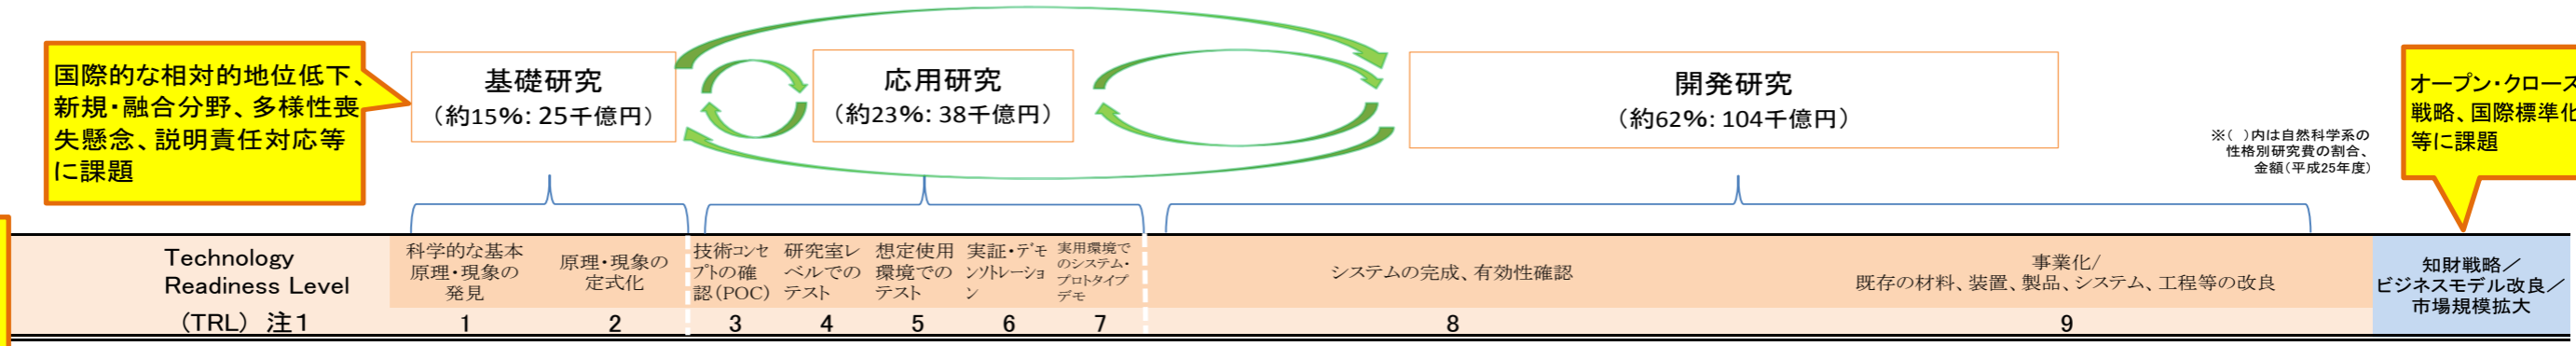 国際的な相対的地位低下、
新規・融合分野、多様性喪
失懸念、説明責任対応等
に課題
基礎研究
（約15%: 25千億円）
応用研究
（約23%: 38千億円）
開発研究
（約62%: 104千億円）
※(　)内は自然科学系の
性格別研究費の割合、
金額(平成25年度)
オープン・クローズ
戦略、国際標準化
等に課題
Technology
Readiness Level
（TRL）注1
科学的な基本
原理・現象の
発見
1
原理・現象の
定式化
2
技術コンセ
プトの確
認(POC)
3
研究室レ
ベルでの
テスト
4
想定使用
環境での
テスト
5
実証・デモ
ンソトレーショ
ン
6
実用環境で
のシステム・
プロトタイプ
デモ
7
システムの完成、有効性確認
8
事業化/
既存の材料、装置、製品、システム、工程等の改良
9
知財戦略／
ビジネスモデル改良／
市場規模拡大